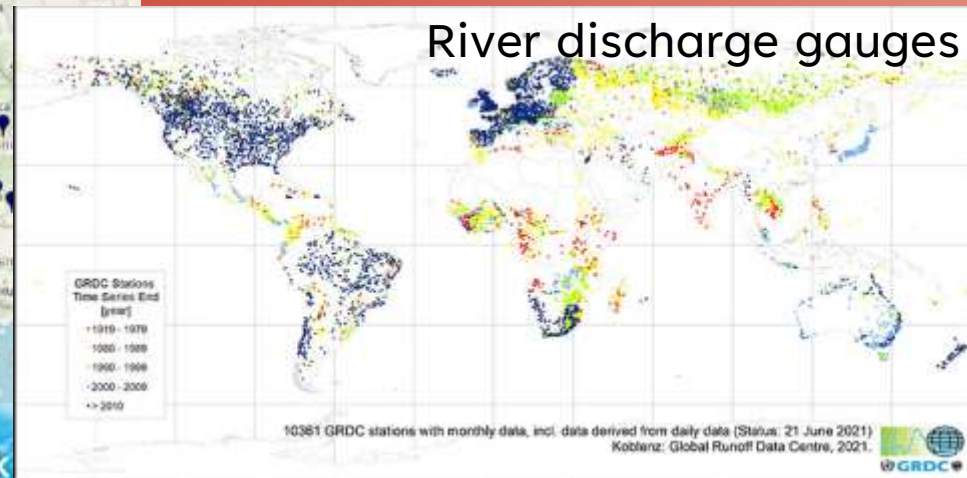 River discharge gauges
GRDC Stations
Time Series End
[year]
1919 - 1979
1980 - 1989
1990 - 1999
2000 - 2009
> 2010
10361 GRDC stations with monthly data, incl. data derived from daily data (Status: 21 June 2021)
Koblenz: Global Runoff Data Centre, 2021.
GRDC